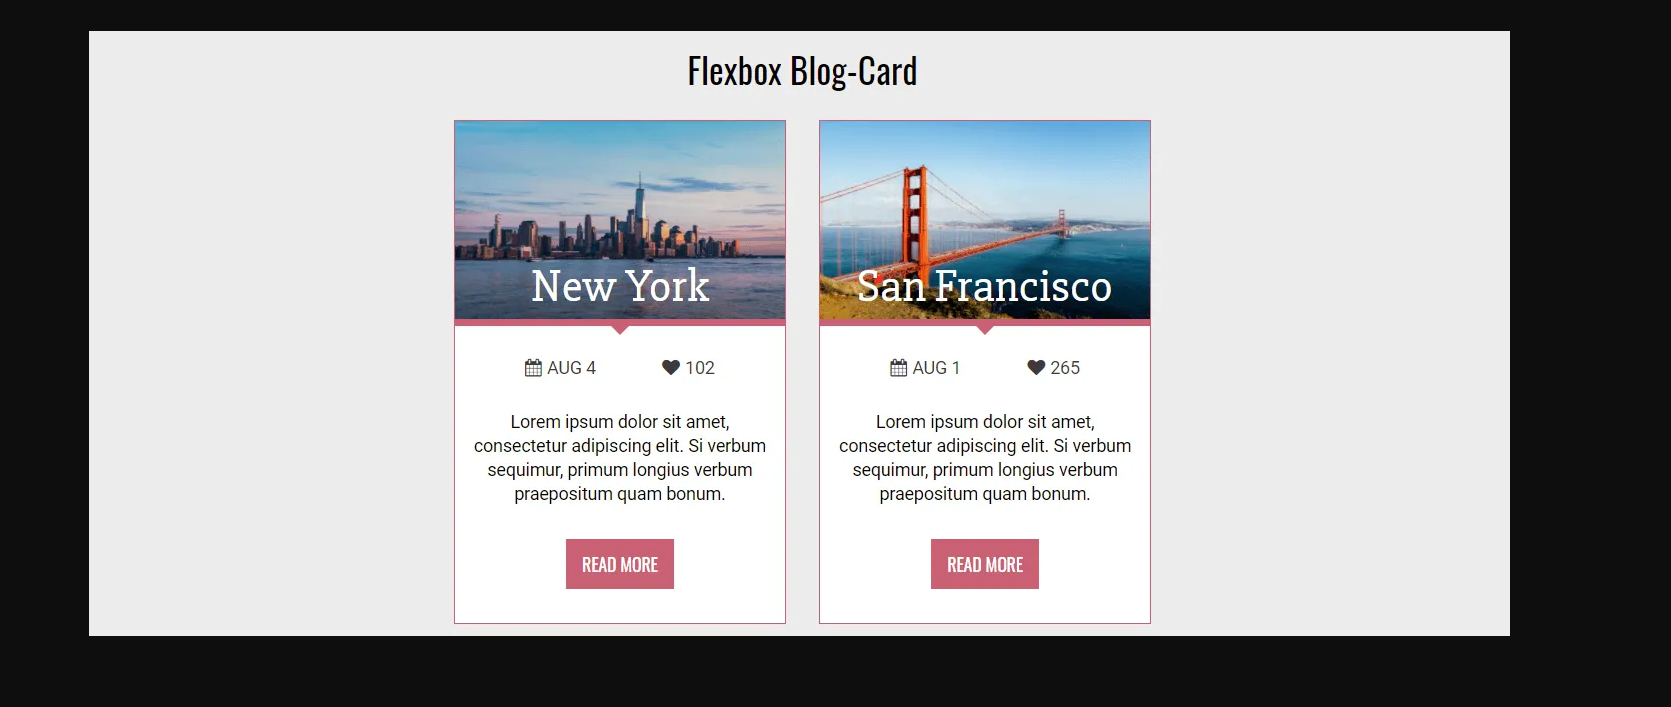 Flexbox Blog-Card
New York
AUG 4 102
Lorem ipsum dolor sit amet,
consectetur adipiscing elit. Si verbum
sequimur, primum longius verbum
praepositum quam bonum.
READ MORE
San Francisco
AUG 1 265
Lorem ipsum dolor sit amet,
consectetur adipiscing elit. Si verbum
sequimur, primum longius verbum
praepositum quam bonum.
READ MORE